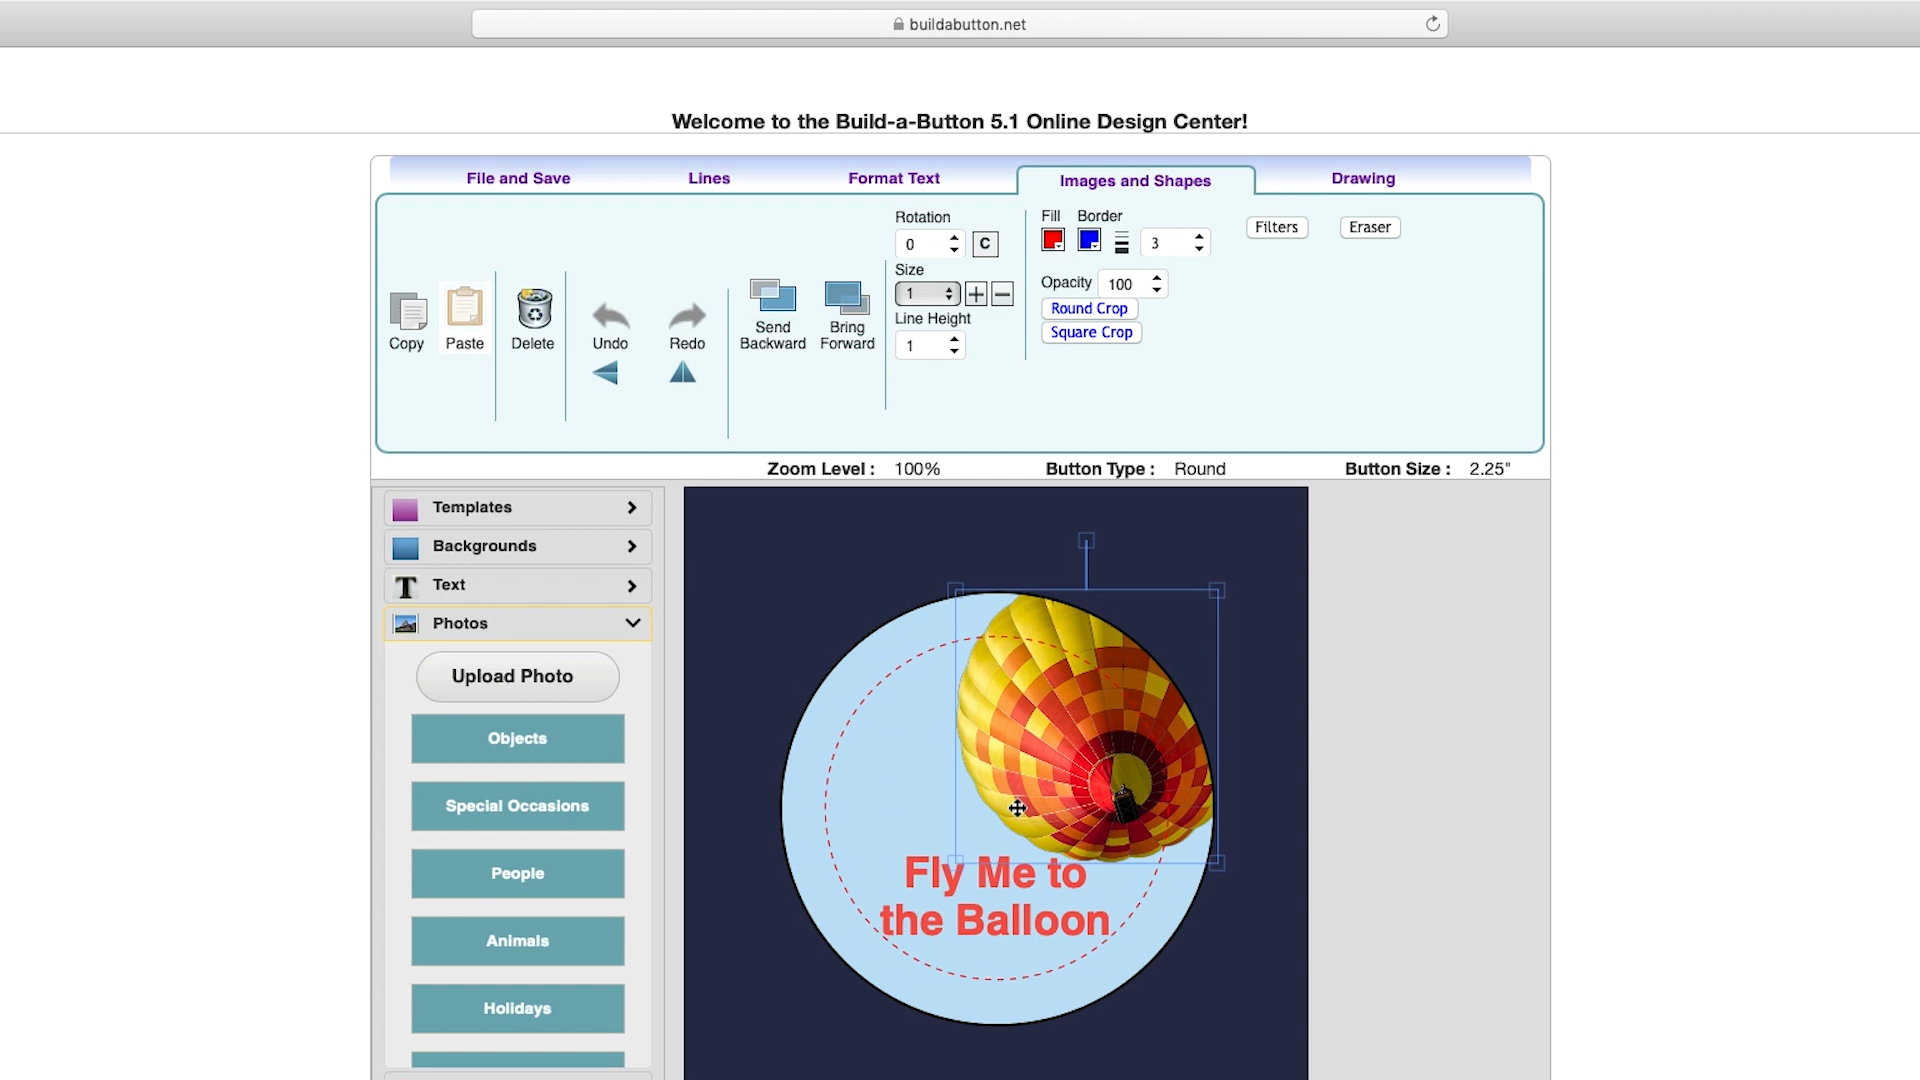 buildabutton.net
Welcome to the Build-a-Button 5.1 Online Design Center!
File and Save
Lines
Format Text
Images and Shapes
Drawing
Copy
Paste
Delete
Undo
Redo
Send
Backward
Bring
Forward
Rotation
0
C
Size
1
Line Height
1
Fill
Border
3
Opacity
100
Round Crop
Square Crop
Filters
Eraser
Zoom Level : 100%
Button Type : Round
Button Size : 2.25"
Templates
Backgrounds
T Text
Photos
Upload Photo
Objects
Special Occasions
People
Animals
Holidays
Fly Me to
the Balloon